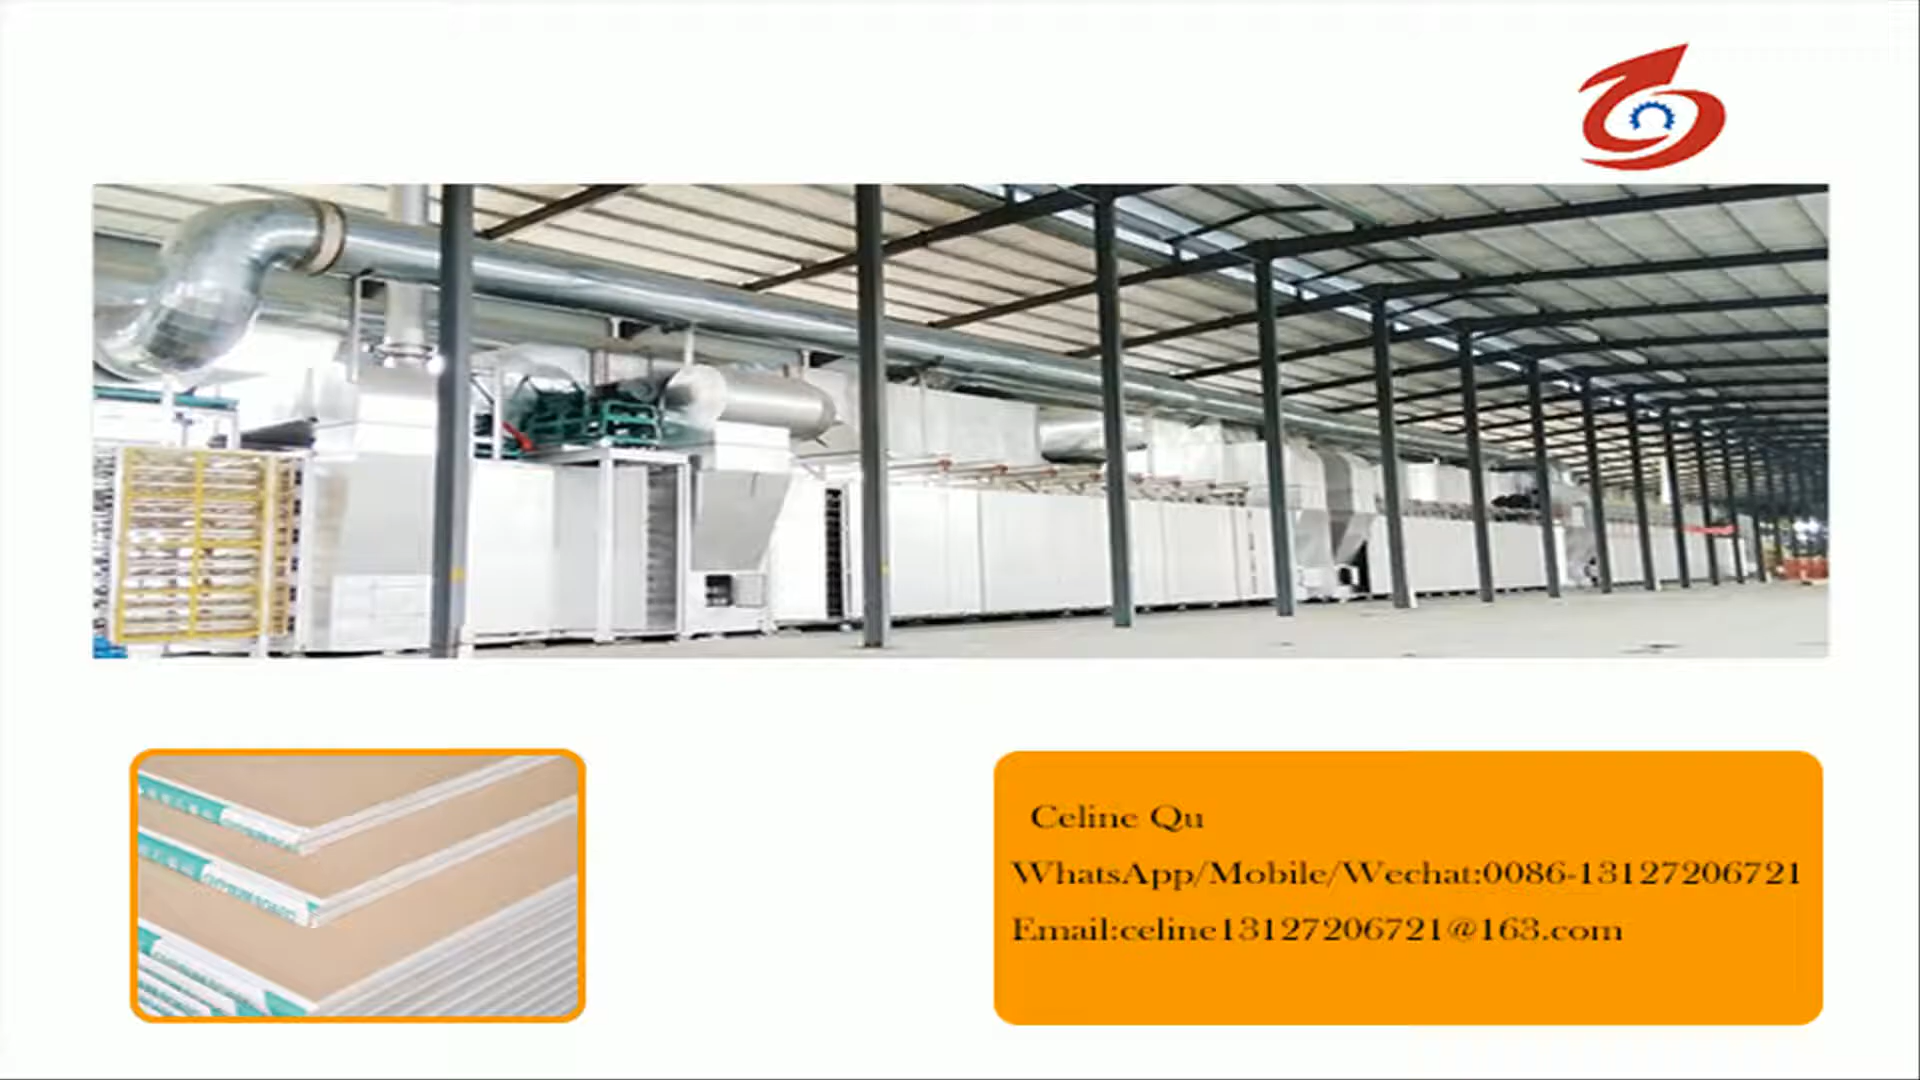 Celine Qu
WhatsApp/Mobile/Wechat:0086-13127206721
Email:celine13127206721@163.com